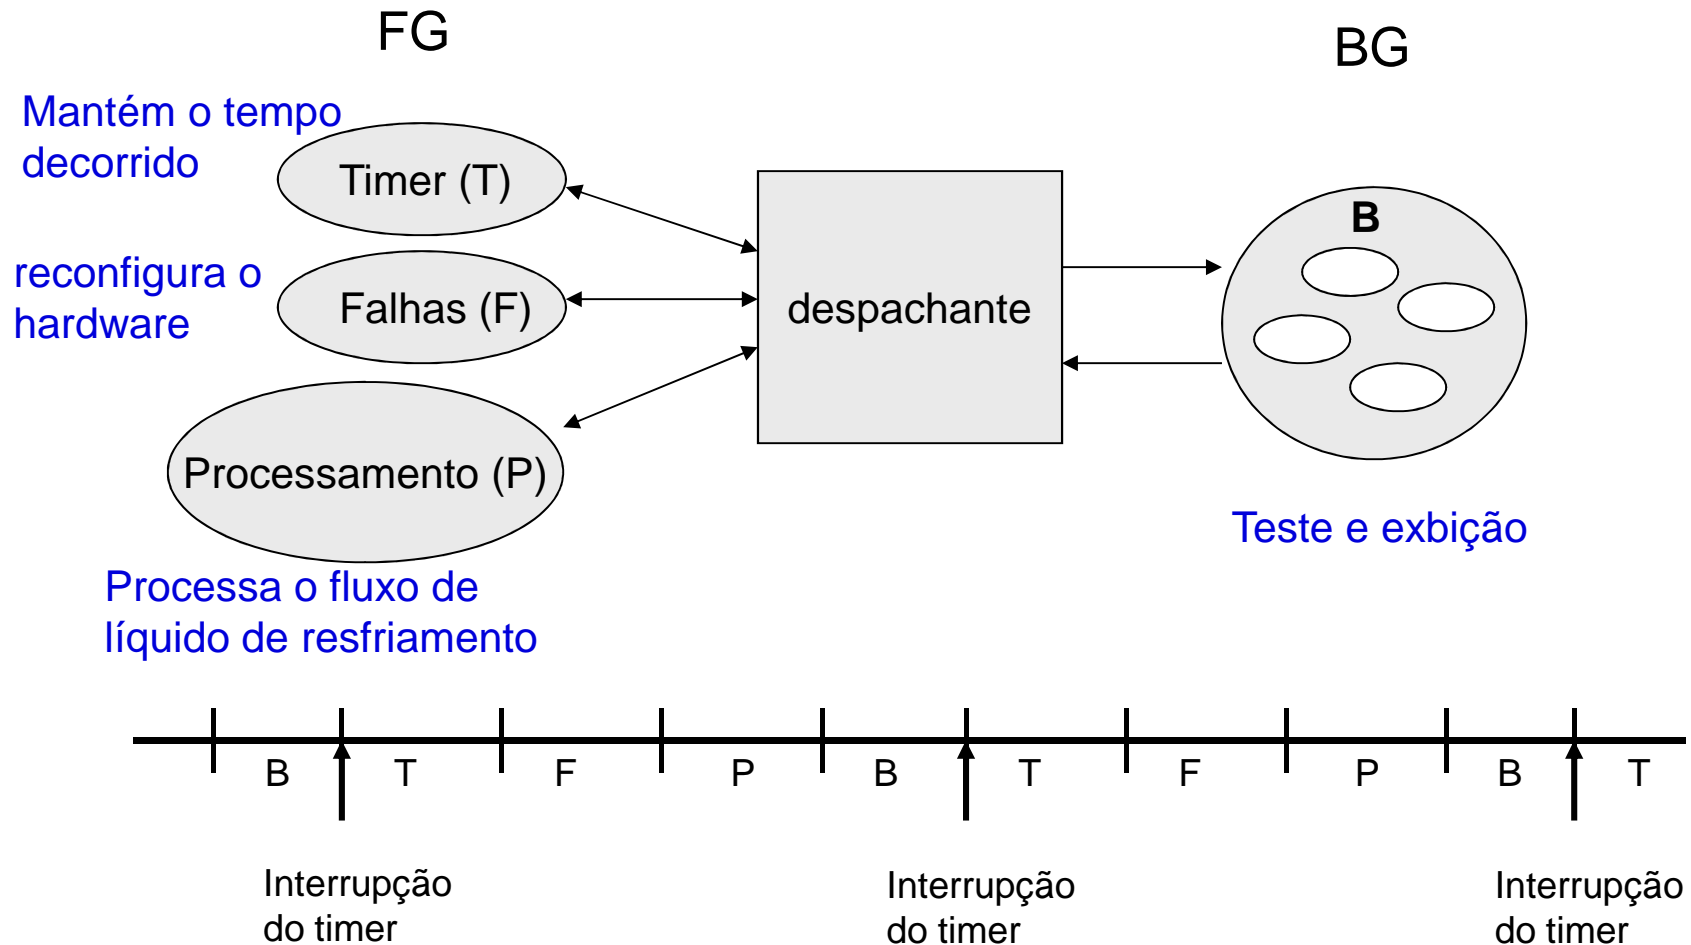 FG
BG
Mantém o tempo
decorrido
Timer (T)
reconfigura o
hardware
Falhas (F)
despachante
B
Processamento (P)
Teste e exbição
Processa o fluxo de
líquido de resfriamento
B T F P B T F P B T
Interrupção
do timer
Interrupção
do timer
Interrupção
do timer